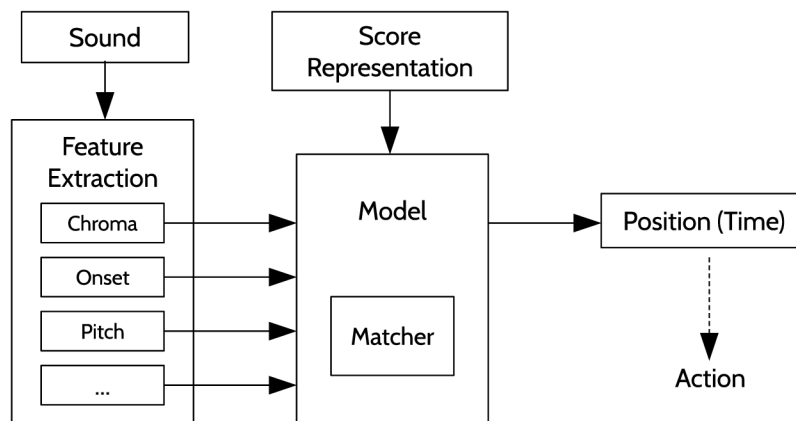 Sound
Score
Representation
Feature
Extraction
Chroma
Onset
Pitch
...
Model
Matcher
Position (Time)
Action